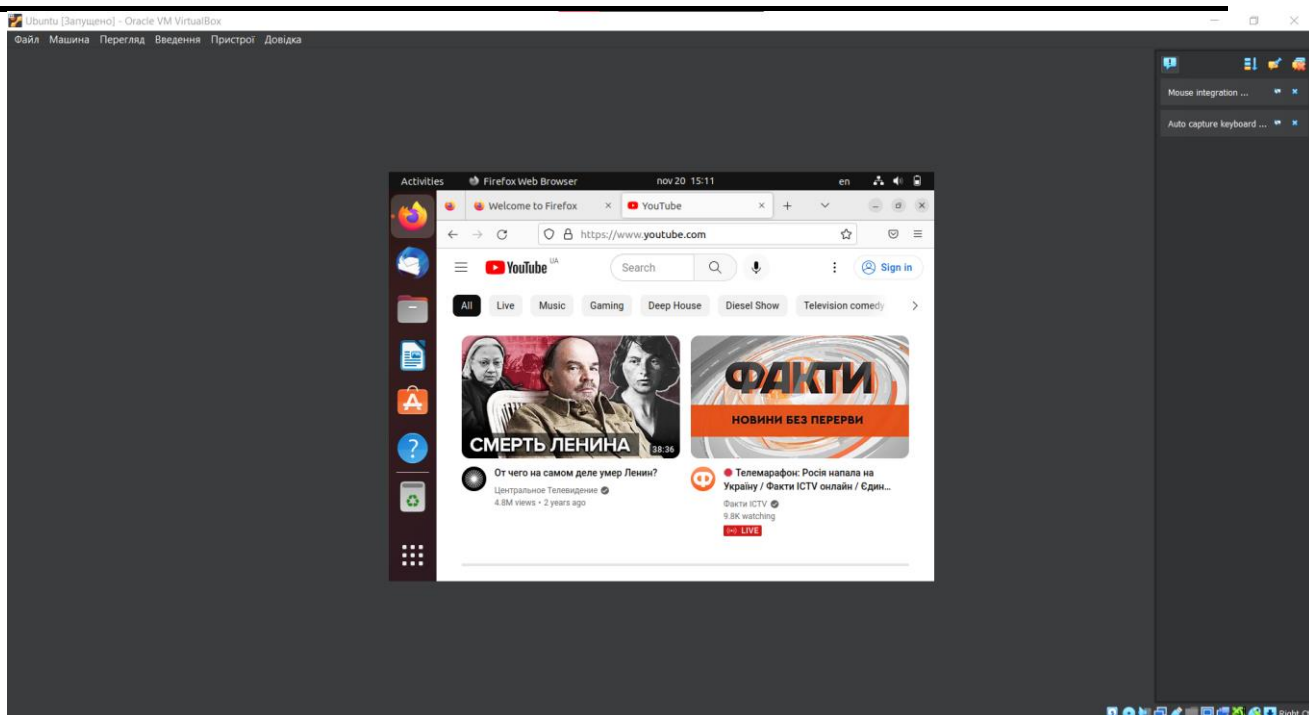 Ubuntu [Запущено] - Oracle VM VirtualBox
Файл Машина Перегляд Введення Пристрої Довідка
Mouse integration ...
Auto capture keyboard ...
Activities Firefox Web Browser nov 20 15:11 en
Welcome to Firefox YouTube
https://www.youtube.com
YouTube UA Search Sign in
All Live Music Gaming Deep House Diesel Show Television comedy
СМЕРТЬ ЛЕНИНА 38:36
ФАКТИ
НОВИНИ БЕЗ ПЕРЕРВИ
От чего на самом деле умер Ленин?
Центральное Телевидение
4.8M views • 2 years ago
Телемарафон: Росія напала на
Україну / Факти ICTV онлайн / Єдин...
Факти ICTV
9.8K watching
LIVE
Right